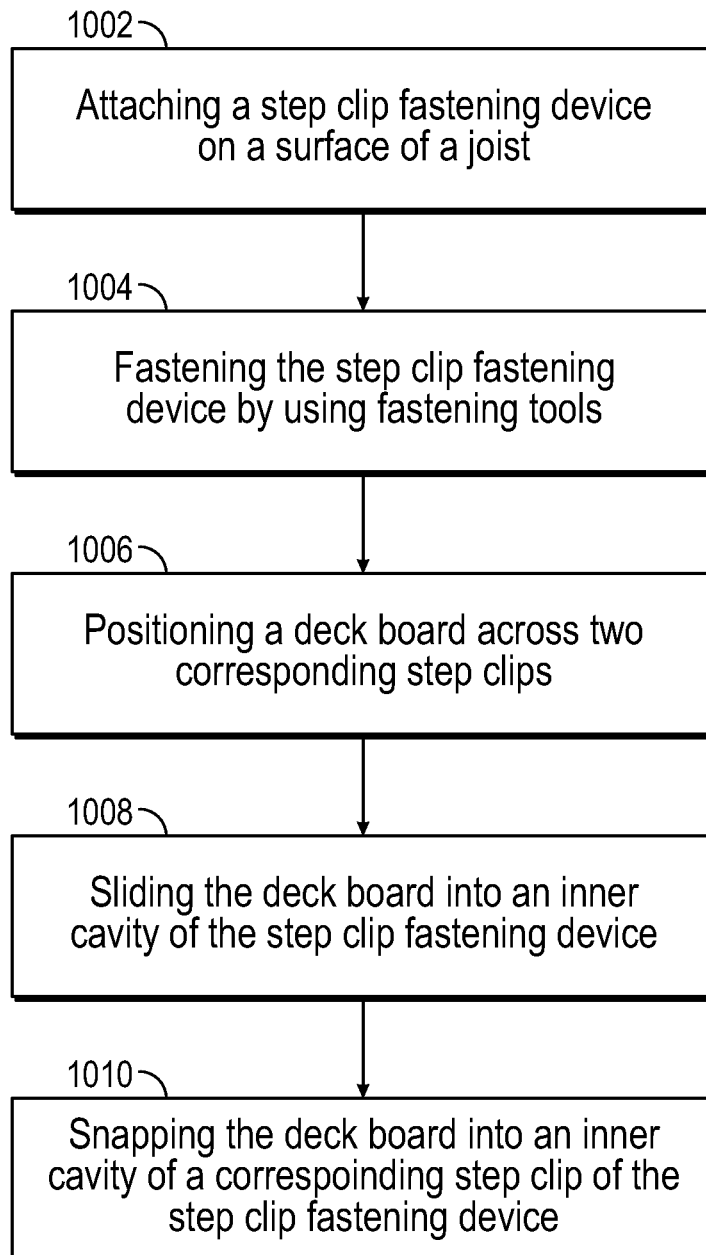 1002
Attaching a step clip fastening device
on a surface of a joist
1004
Fastening the step clip fastening
device by using fastening tools
1006
Positioning a deck board across two
corresponding step clips
1008
Sliding the deck board into an inner
cavity of the step clip fastening device
1010
Snapping the deck board into an inner
cavity of a correspoinding step clip of the
step clip fastening device